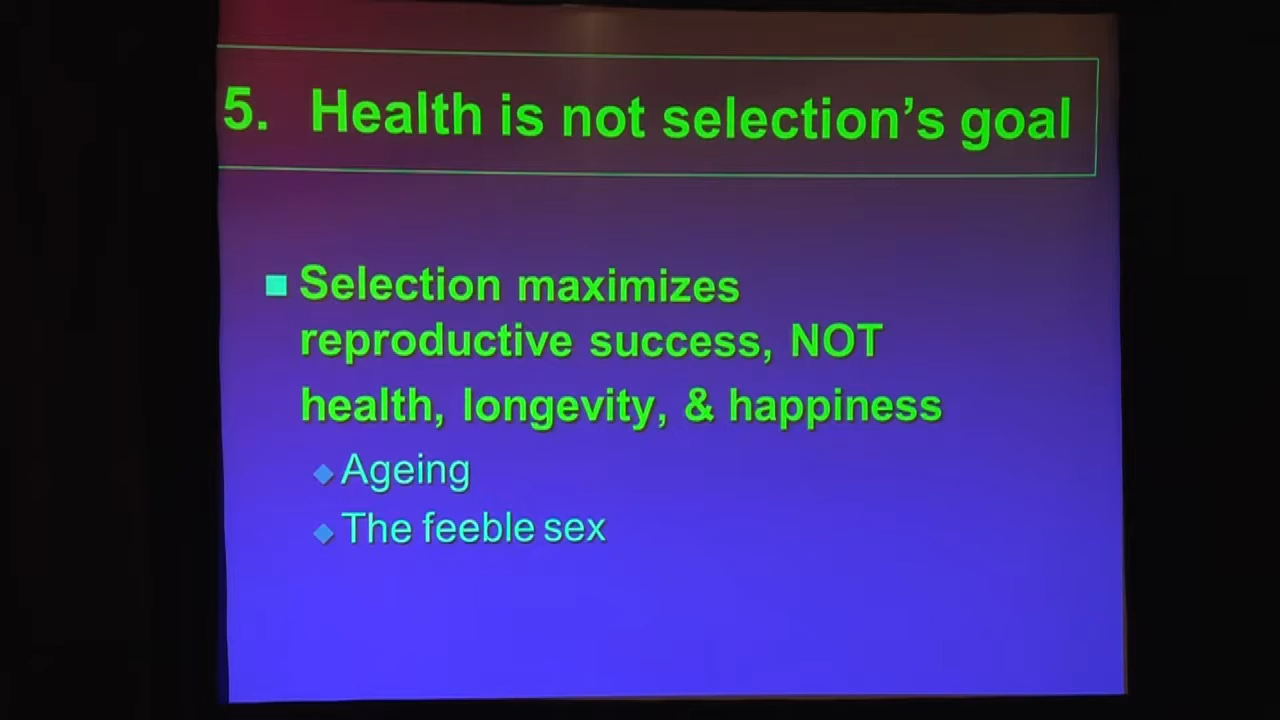 5. Health is not selection’s goal
Selection maximizes
reproductive success, NOT
health, longevity, & happiness
Ageing
The feeble sex